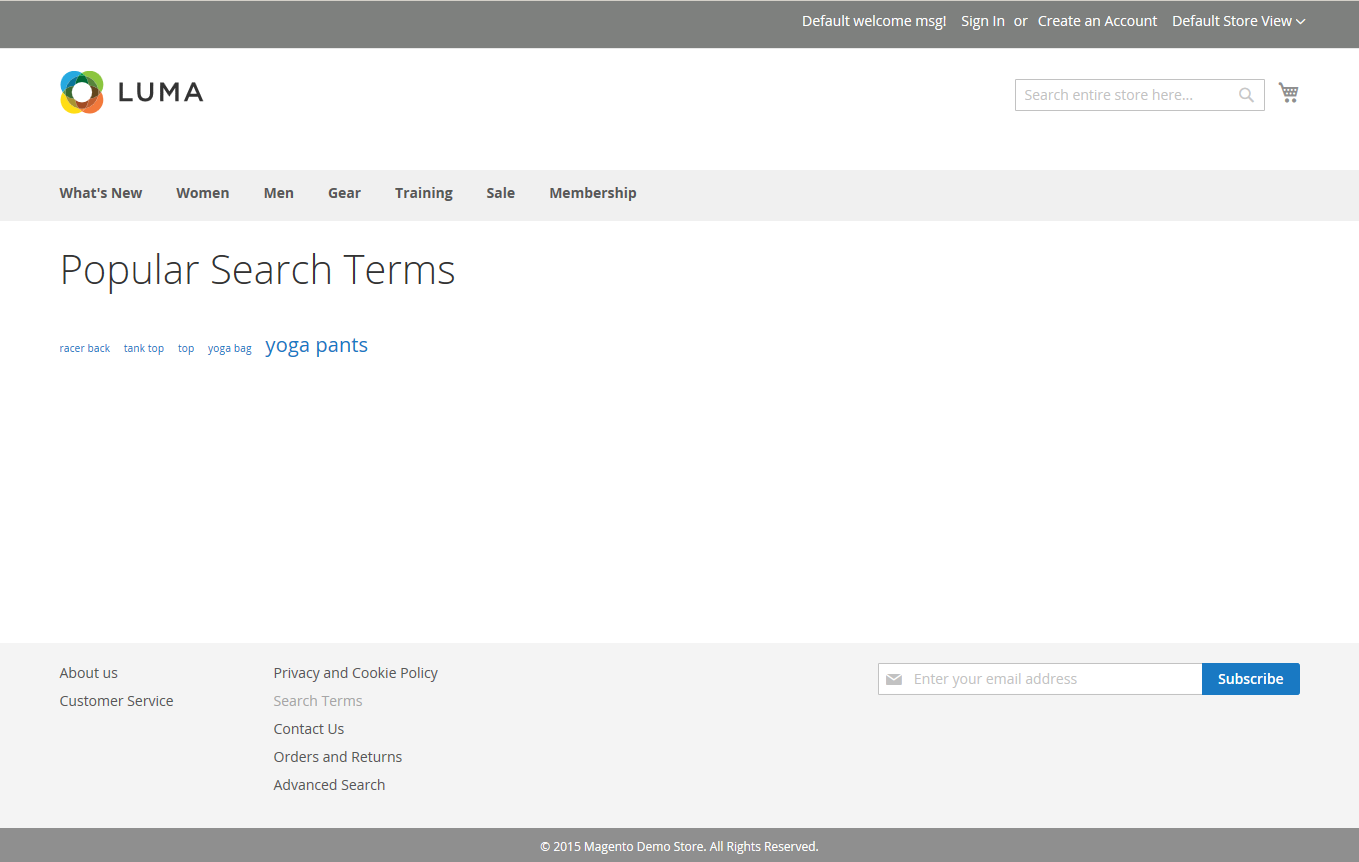 Default welcome msg! Sign In or Create an Account Default Store View
LUMA
Search entire store here...
What's New Women Men Gear Training Sale Membership
Popular Search Terms
racer back tank top top yoga bag yoga pants
About us
Customer Service
Privacy and Cookie Policy
Search Terms
Contact Us
Orders and Returns
Advanced Search
Enter your email address
Subscribe
© 2015 Magento Demo Store. All Rights Reserved.